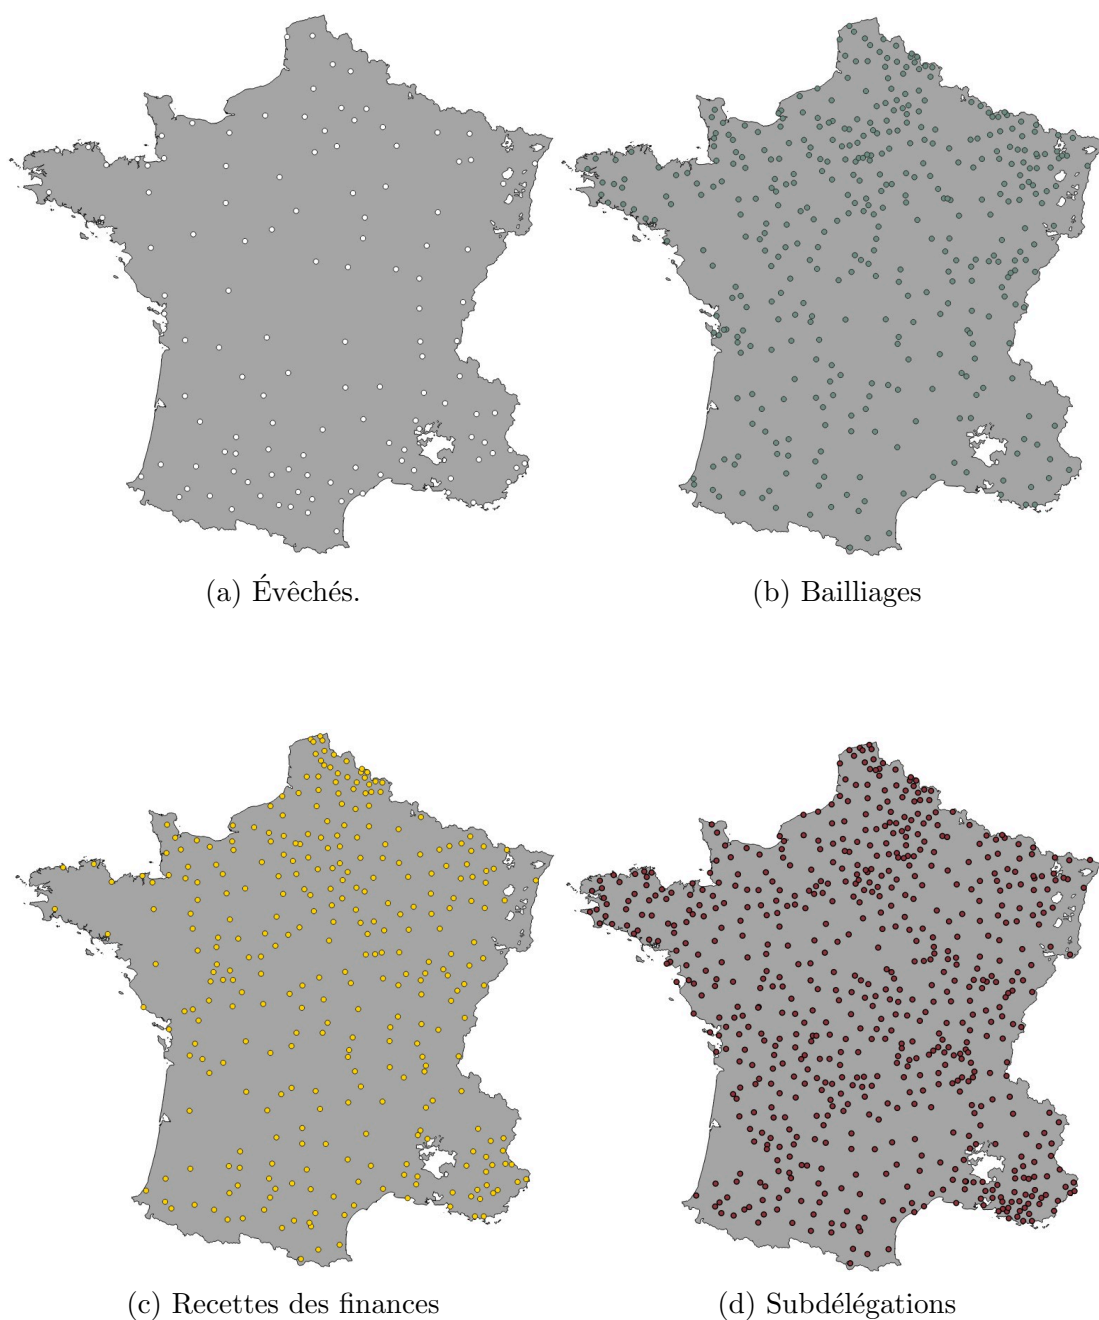 (a) Évêchés.
(b) Bailliages
(c) Recettes des finances
(d) Subdélégations